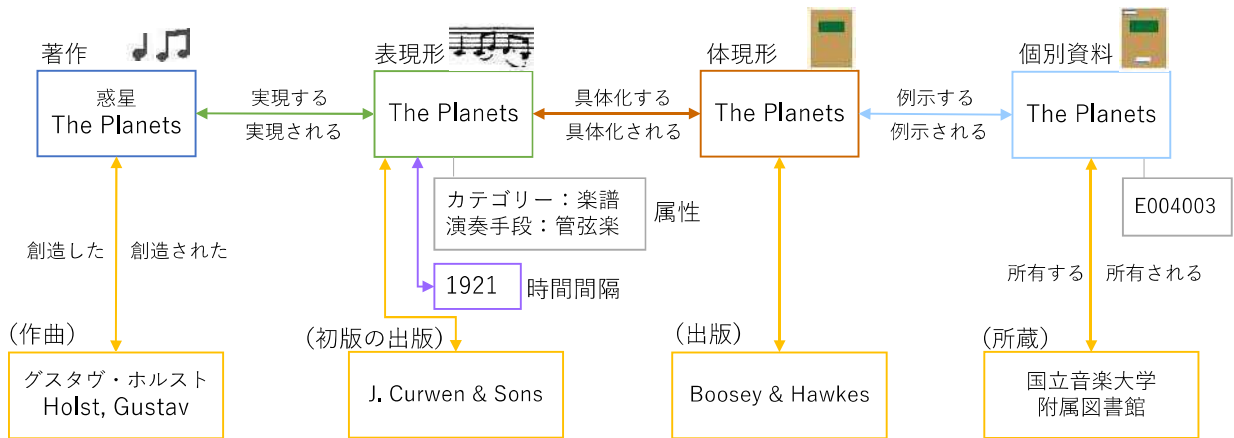 著作
表現形
体現形
個別資料
惑星
The Planets
実現する
実現される
The Planets
具体化する
具体化される
The Planets
例示する
例示される
The Planets
カテゴリー：楽譜
演奏手段：管弦楽
属性
E004003
創造した
創造された
1921
時間間隔
所有する
所有される
(作曲)
(初版の出版)
(出版)
(所蔵)
グスタヴ・ホルスト
Holst, Gustav
J. Curwen & Sons
Boosey & Hawkes
国立音楽大学
附属図書館